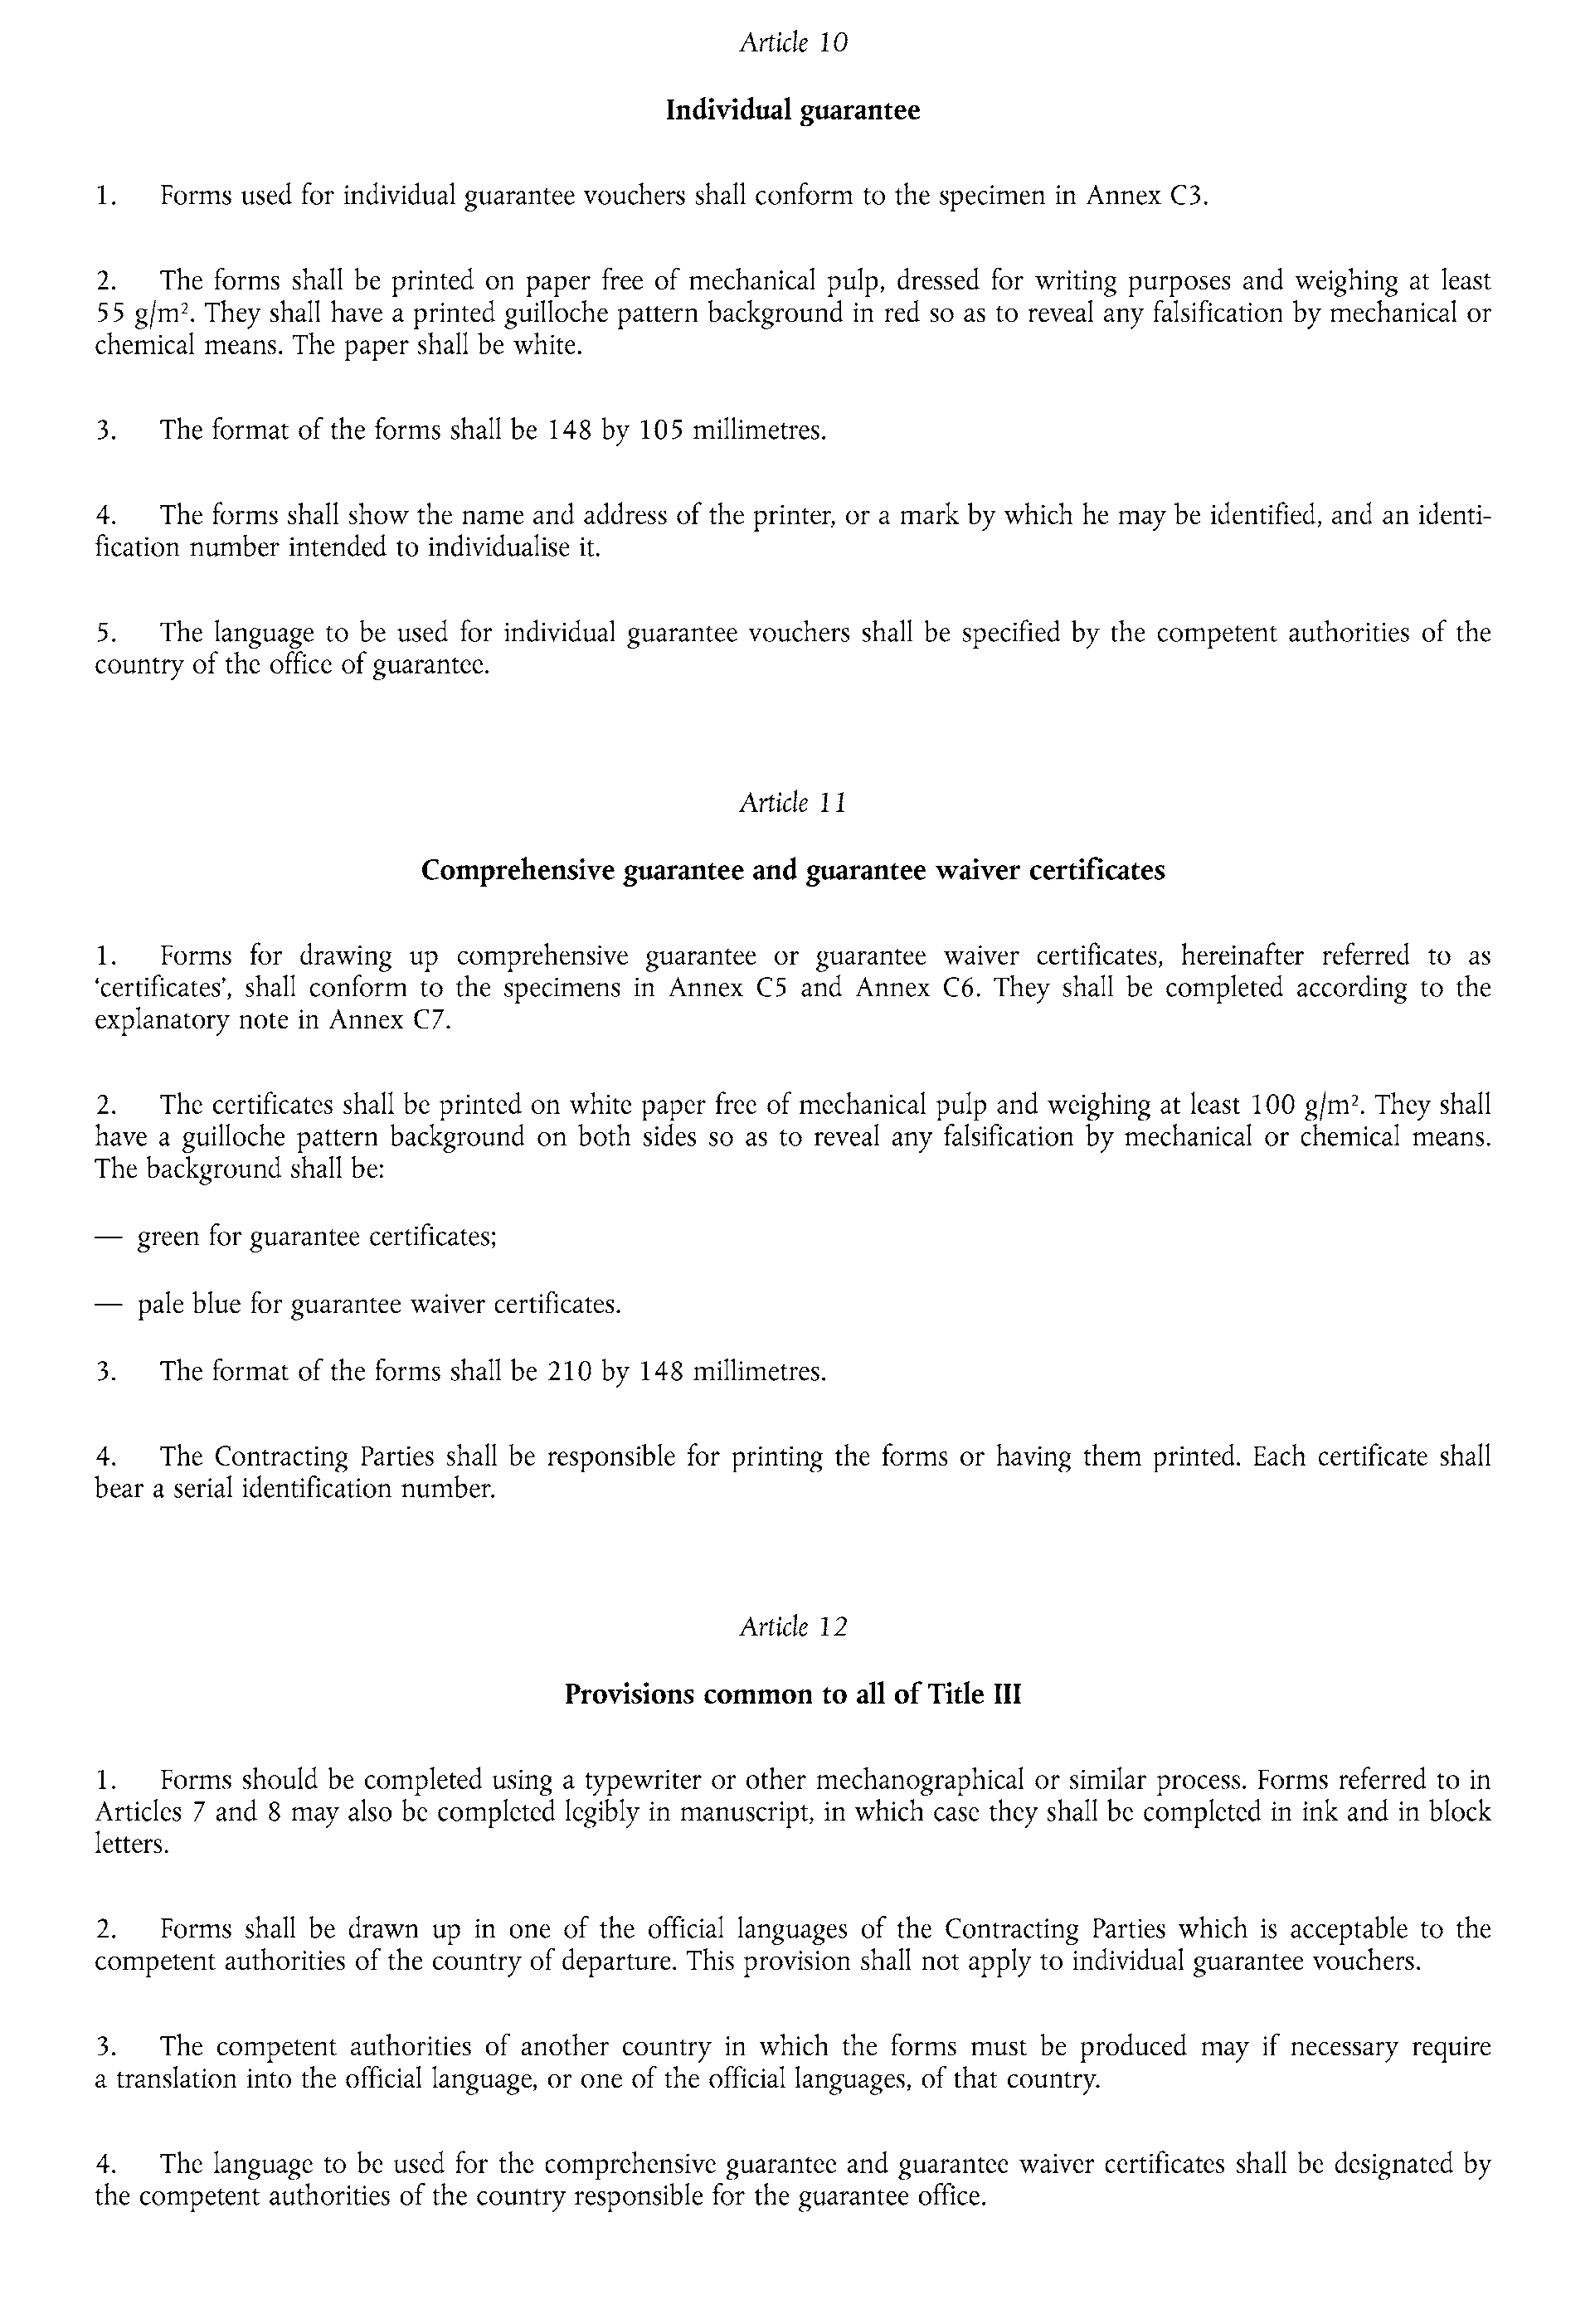 Article 10
Individual guarantee
1. Forms used for individual guarantee vouchers shall conform to the specimen in Annex C3.
2. The forms shall be printed on paper free of mechanical pulp, dressed for writing purposes and weighing at least
55 g/m². They shall have a printed guilloche pattern background in red so as to reveal any falsification by mechanical or
chemical means. The paper shall be white.
3. The format of the forms shall be 148 by 105 millimetres.
4. The forms shall show the name and address of the printer, or a mark by which he may be identified, and an identi-
fication number intended to individualise it.
5. The language to be used for individual guarantee vouchers shall be specified by the competent authorities of the
country of the office of guarantee.
Article 11
Comprehensive guarantee and guarantee waiver certificates
1. Forms for drawing up comprehensive guarantee or guarantee waiver certificates, hereinafter referred to as
‘certificates’, shall conform to the specimens in Annex C5 and Annex C6. They shall be completed according to the
explanatory note in Annex C7.
2. The certificates shall be printed on white paper free of mechanical pulp and weighing at least 100 g/m². They shall
have a guilloche pattern background on both sides so as to reveal any falsification by mechanical or chemical means.
The background shall be:
— green for guarantee certificates;
— pale blue for guarantee waiver certificates.
3. The format of the forms shall be 210 by 148 millimetres.
4. The Contracting Parties shall be responsible for printing the forms or having them printed. Each certificate shall
bear a serial identification number.
Article 12
Provisions common to all of Title III
1. Forms should be completed using a typewriter or other mechanographical or similar process. Forms referred to in
Articles 7 and 8 may also be completed legibly in manuscript, in which case they shall be completed in ink and in block
letters.
2. Forms shall be drawn up in one of the official languages of the Contracting Parties which is acceptable to the
competent authorities of the country of departure. This provision shall not apply to individual guarantee vouchers.
3. The competent authorities of another country in which the forms must be produced may if necessary require
a translation into the official language, or one of the official languages, of that country.
4. The language to be used for the comprehensive guarantee and guarantee waiver certificates shall be designated by
the competent authorities of the country responsible for the guarantee office.